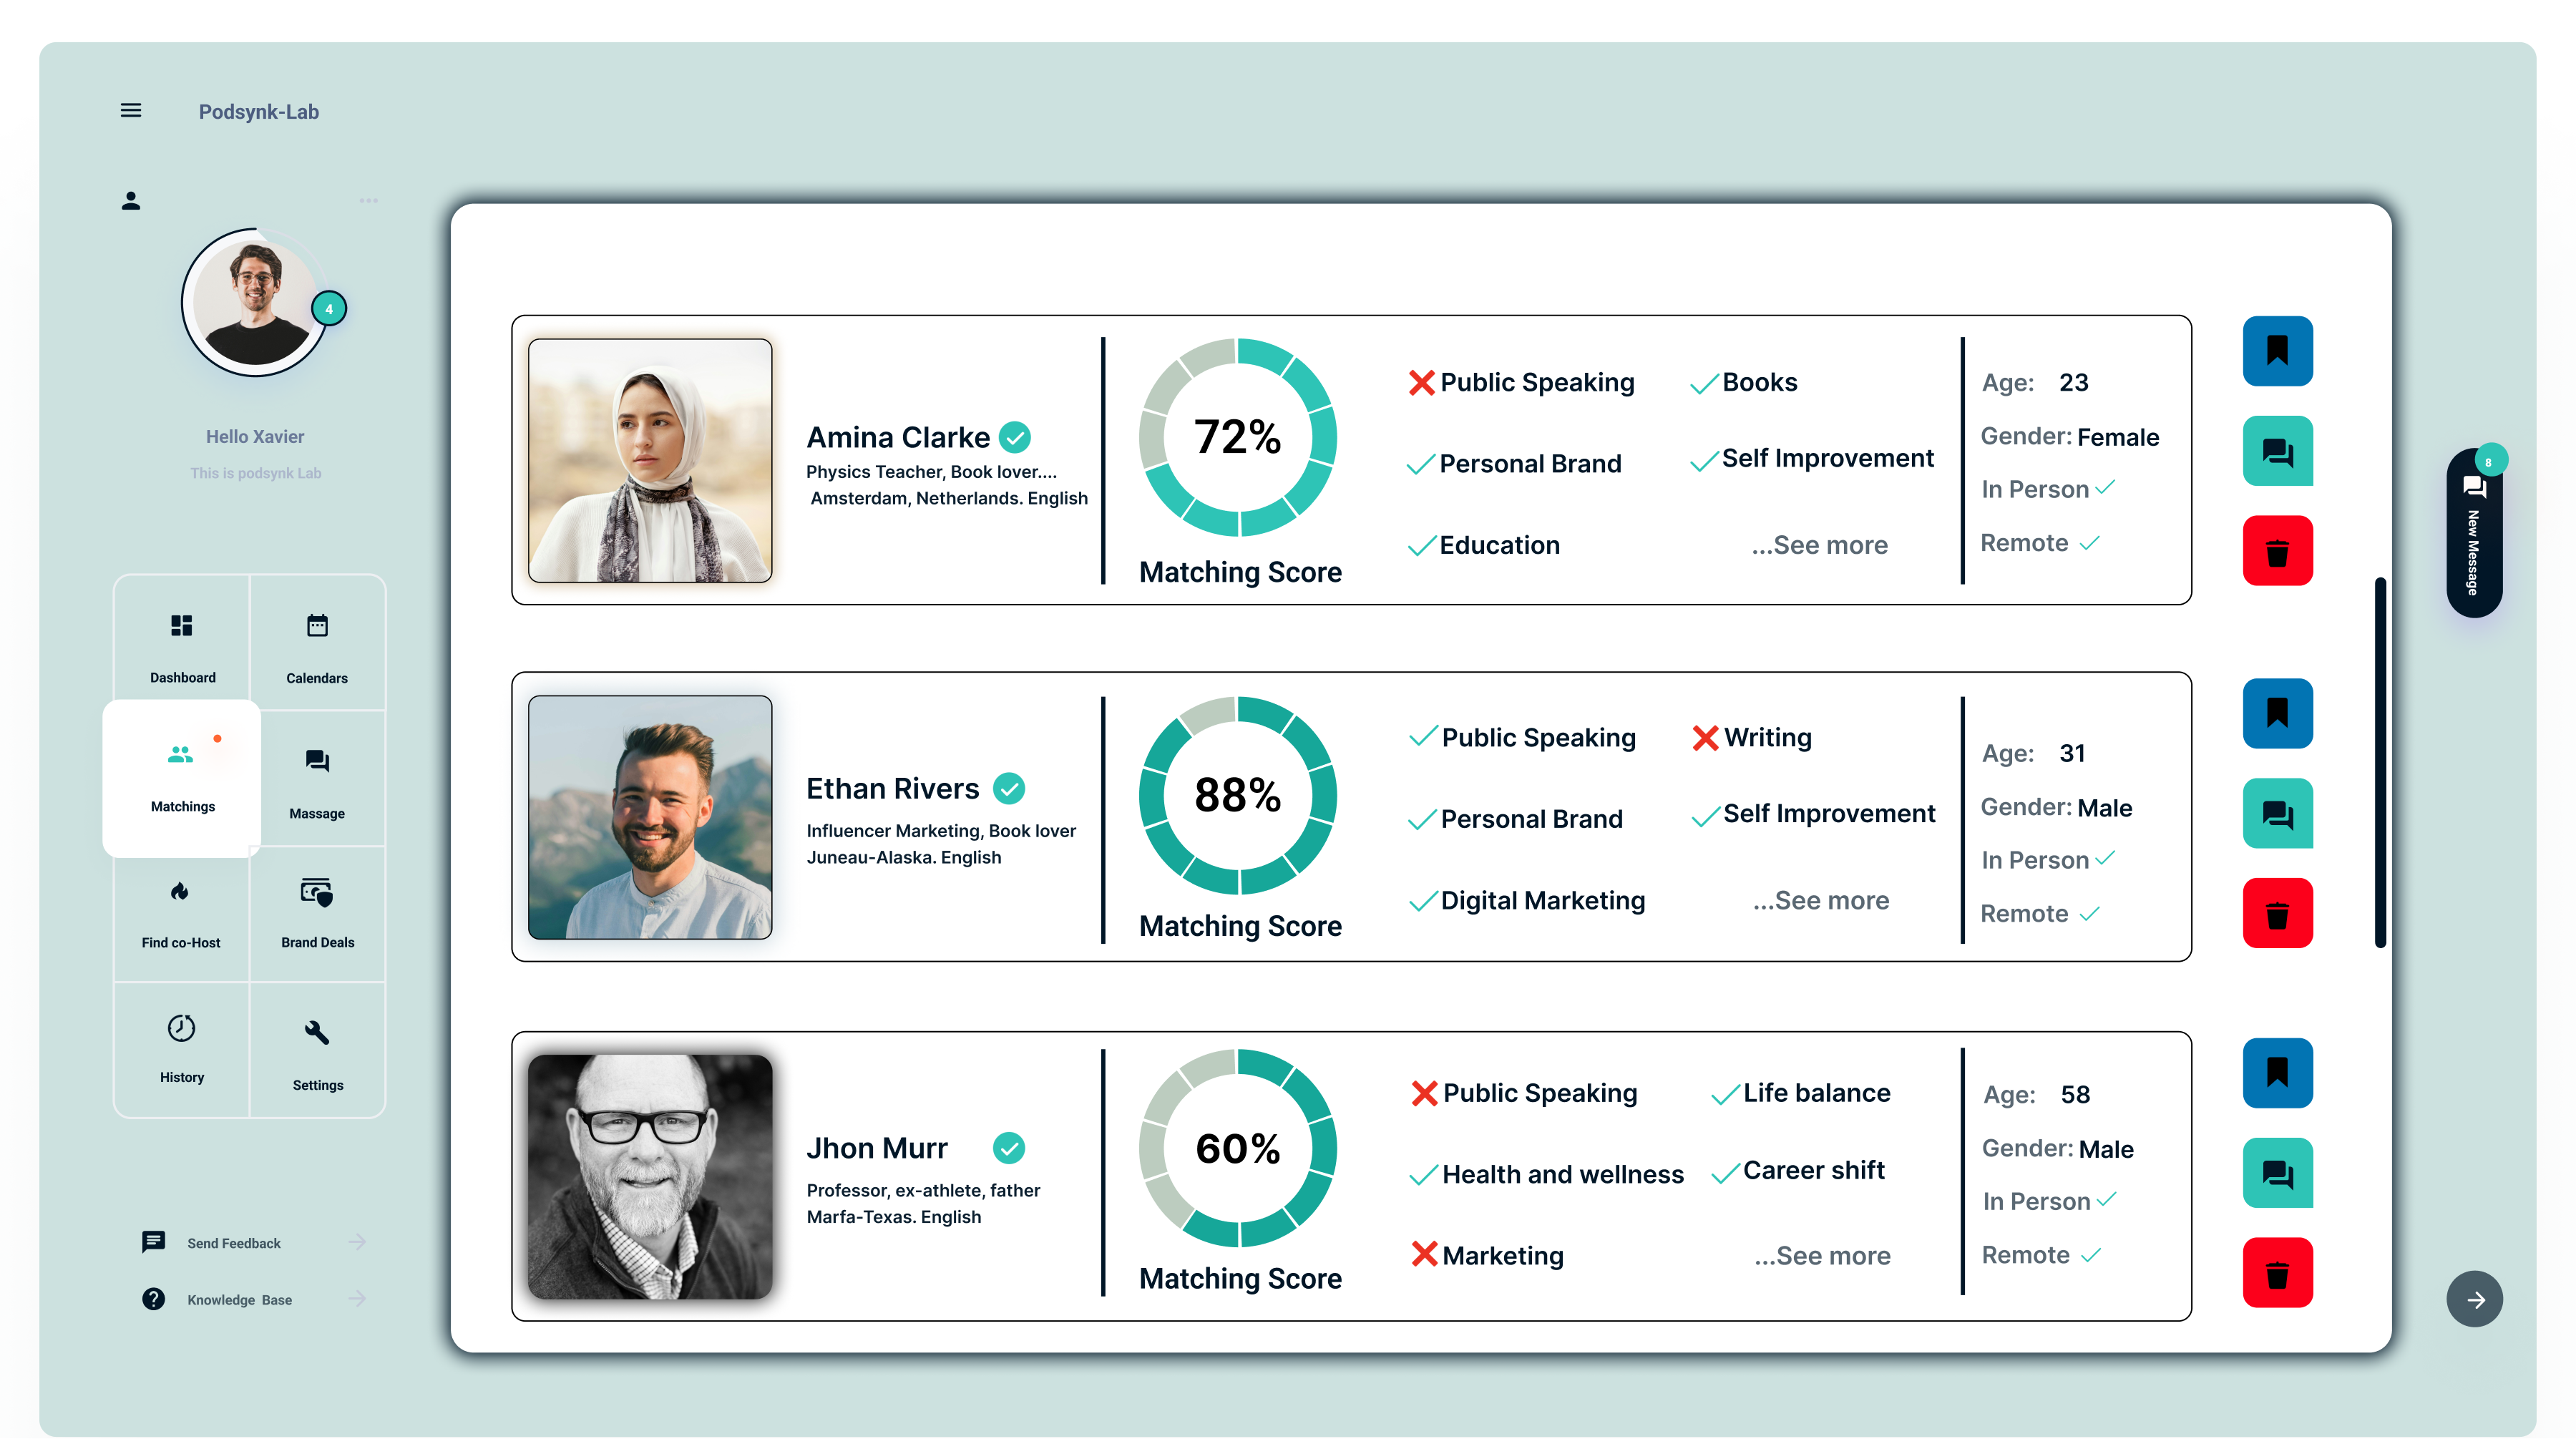 Podsynk-Lab
4
Hello Xavier
This is podsynk Lab
Dashboard
Calendars
Matchings
Massage
Find co-Host
Brand Deals
History
Settings
Send Feedback
Knowledge Base
Amina Clarke
Physics Teacher, Book lover....
Amsterdam, Netherlands. English
72%
Matching Score
Public Speaking
Books
Personal Brand
Self Improvement
Education
...See more
Age: 23
Gender: Female
In Person
Remote
Ethan Rivers
Influencer Marketing, Book lover
Juneau-Alaska. English
88%
Matching Score
Public Speaking
Writing
Personal Brand
Self Improvement
Digital Marketing
...See more
Age: 31
Gender: Male
In Person
Remote
Jhon Murr
Professor, ex-athlete, father
Marfa-Texas. English
60%
Matching Score
Public Speaking
Life balance
Health and wellness
Career shift
Marketing
...See more
Age: 58
Gender: Male
In Person
Remote
8
New Message